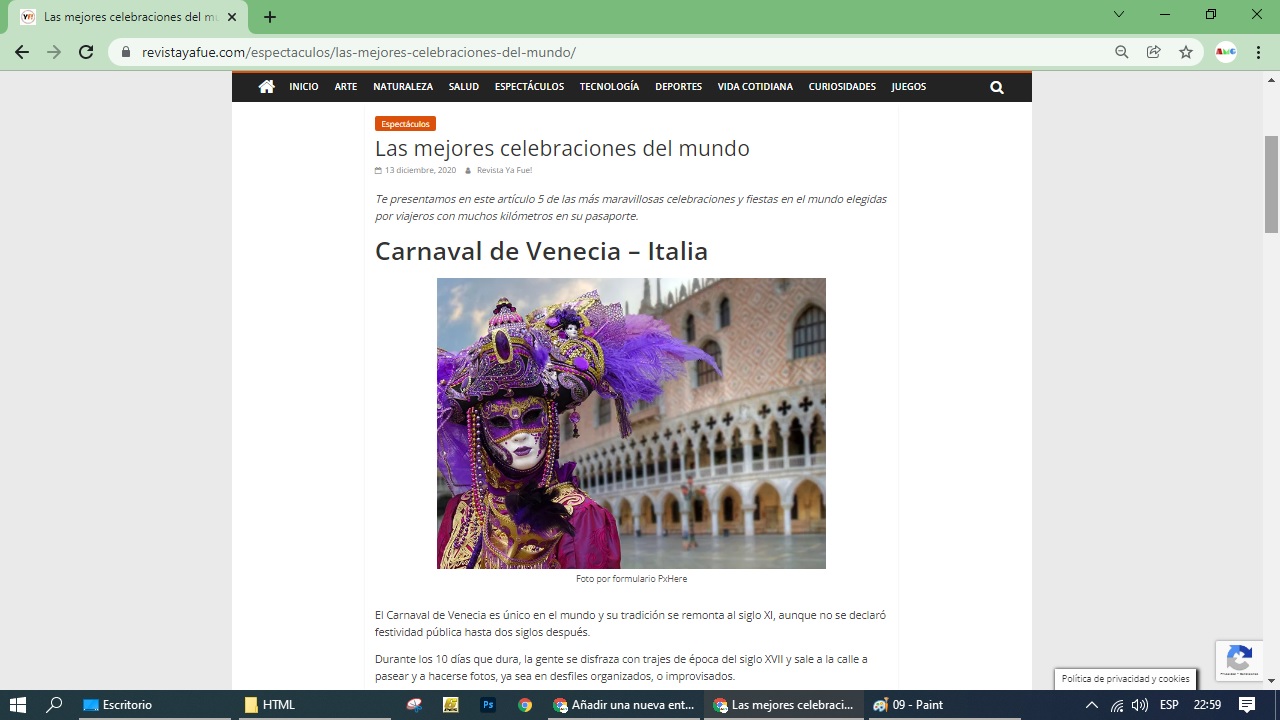 Las mejores celebraciones del m
revistayafue.com/espectaculos/las-mejores-celebraciones-del-mundo/
INICIO ARTE NATURALEZA SALUD ESPECTÁCULOS TECNOLOGÍA DEPORTES VIDA COTIDIANA CURIOSIDADES JUEGOS
Espectáculos
Las mejores celebraciones del mundo
13 diciembre, 2020 Revista Ya Fue!
Te presentamos en este artículo 5 de las más maravillosas celebraciones y fiestas en el mundo elegidas
por viajeros con muchos kilómetros en su pasaporte.
Carnaval de Venecia – Italia
Foto por formulario PxHere
El Carnaval de Venecia es único en el mundo y su tradición se remonta al siglo XI, aunque no se declaró
festividad pública hasta dos siglos después.
Durante los 10 días que dura, la gente se disfraza con trajes de época del siglo XVII y sale a la calle a
pasear y a hacerse fotos, ya sea en desfiles organizados, o improvisados.
Política de privacidad y cookies
Escritorio HTML Ps Añadir una nueva ent... Las mejores celebraci... 09 - Paint ESP 22:59